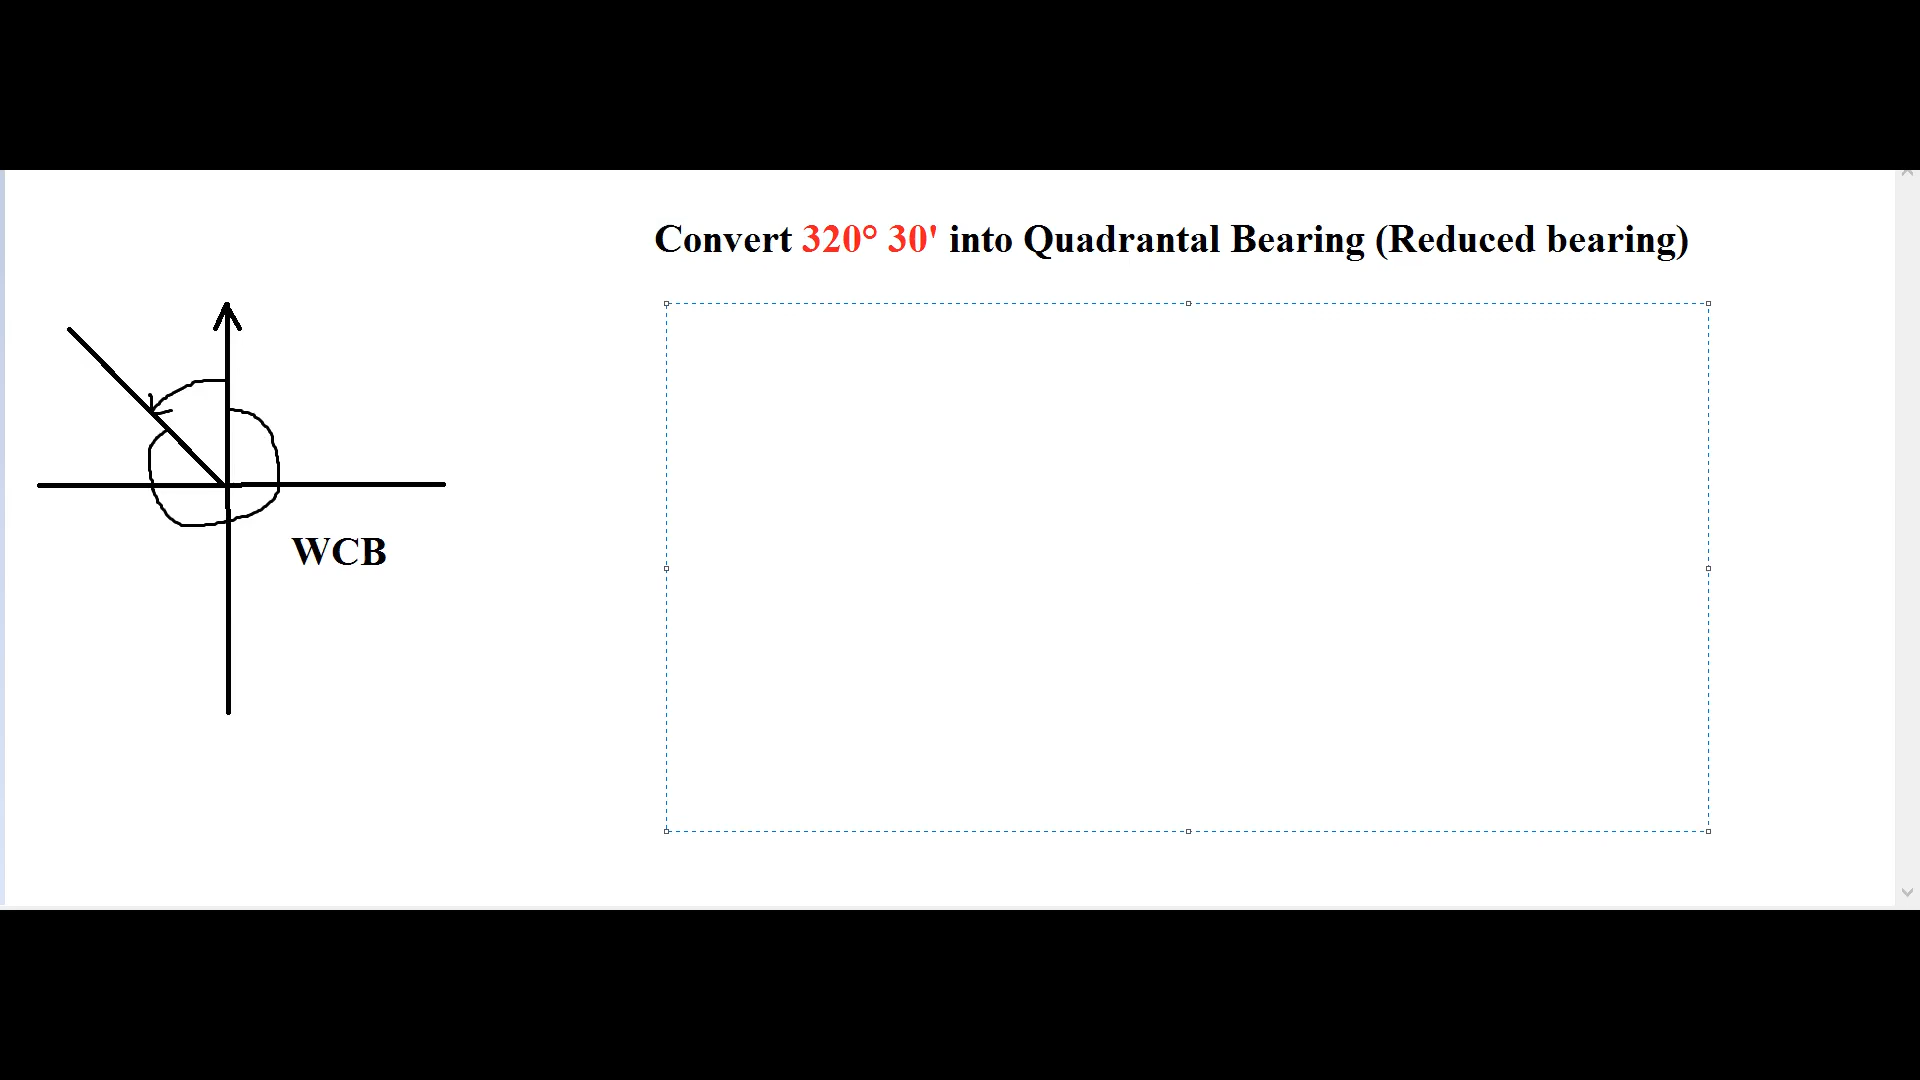 Convert 320° 30' into Quadrantal Bearing (Reduced bearing)
WCB